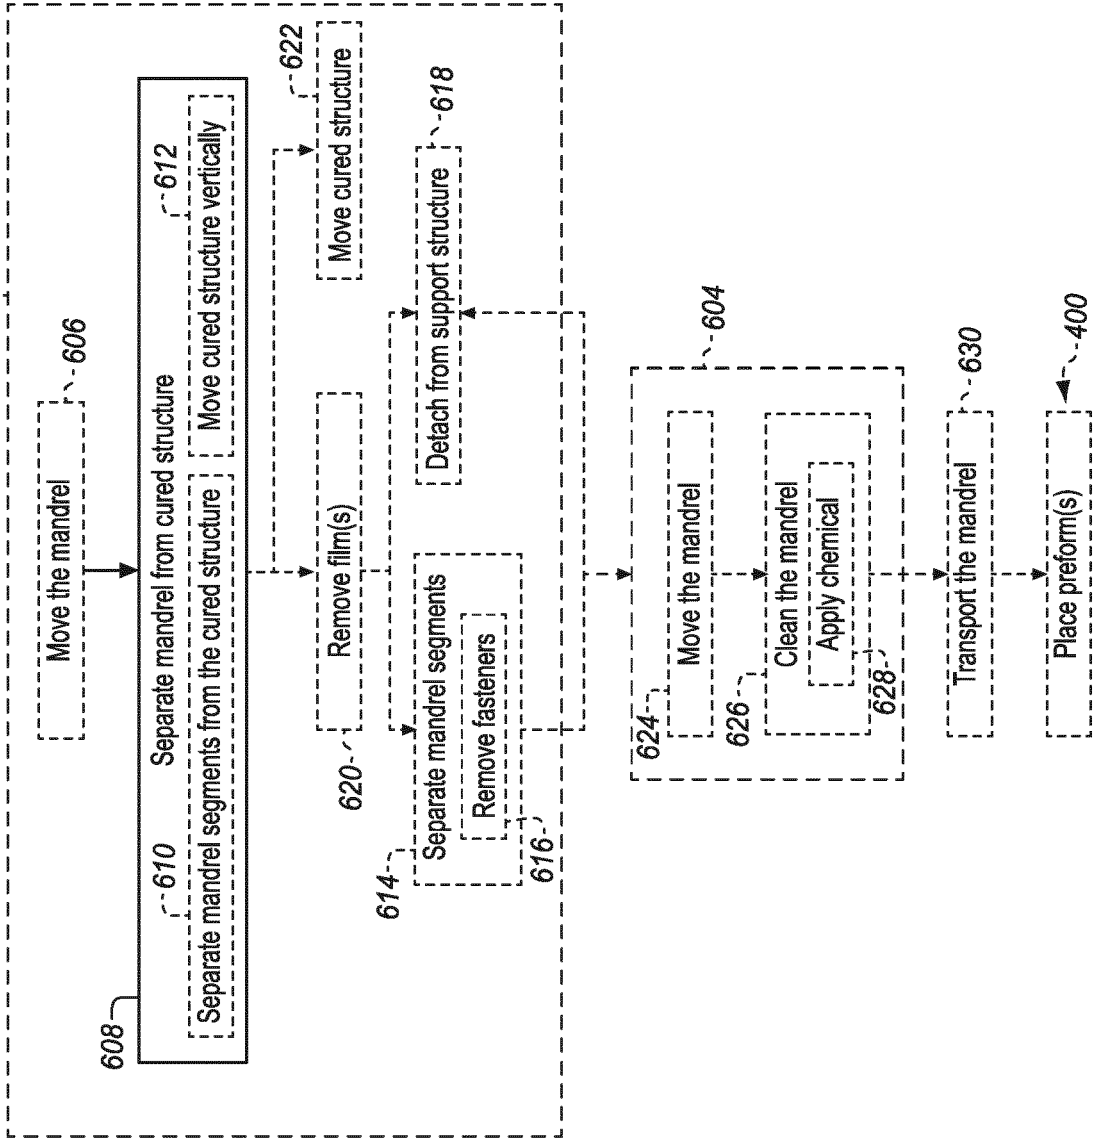 Move the mandrel
606
608
Separate mandrel from cured structure
610
Separate mandrel segments from the cured structure
612
Move cured structure vertically
622
Move cured structure
620
Remove film(s)
618
Detach from support structure
614
Separate mandrel segments
Remove fasteners
616
604
624
Move the mandrel
626
Clean the mandrel
Apply chemical
628
630
Transport the mandrel
400
Place preform(s)